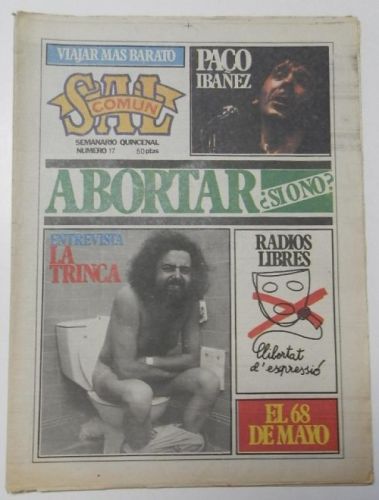 VIAJAR MAS BARATO
SAL
COMUN
SEMANARIO QUINCENAL
NUMERO 17 50 ptas
PACO
IBAÑEZ
ABORTAR
¿SI O NO?
ENTREVISTA
LA
TRINCA
RADIOS
LIBRES
Llibertat
d'expressió
EL 68
DE MAYO